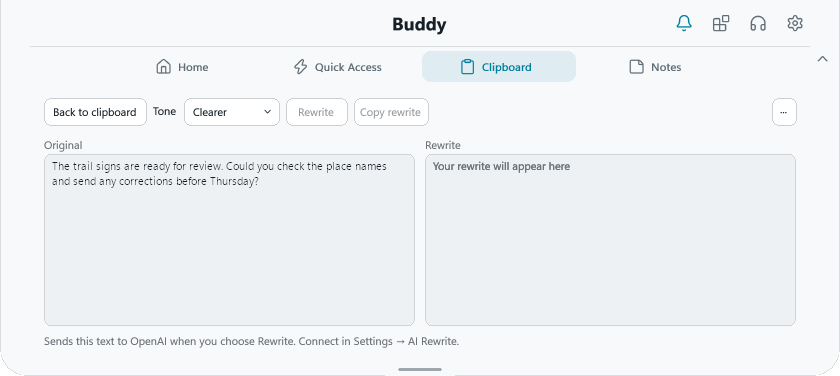 Buddy
Home
Quick Access
Clipboard
Notes
Back to clipboard
Tone
Clearer
Rewrite
Copy rewrite
...
Original
Rewrite
The trail signs are ready for review. Could you check the place names
and send any corrections before Thursday?
Your rewrite will appear here
Sends this text to OpenAI when you choose Rewrite. Connect in Settings → AI Rewrite.